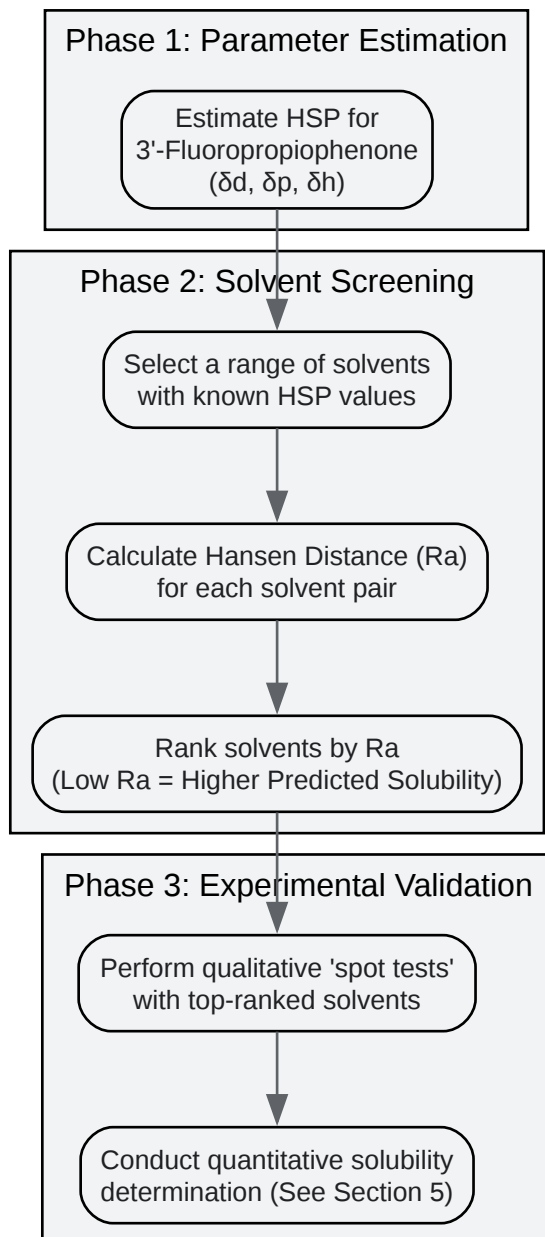 Phase 1: Parameter Estimation
Estimate HSP for
3'-Fluoropropiophenone
(δd, δp, δh)
Phase 2: Solvent Screening
Select a range of solvents
with known HSP values
Calculate Hansen Distance (Ra)
for each solvent pair
Rank solvents by Ra
(Low Ra = Higher Predicted Solubility)
Phase 3: Experimental Validation
Perform qualitative 'spot tests'
with top-ranked solvents
Conduct quantitative solubility
determination (See Section 5)